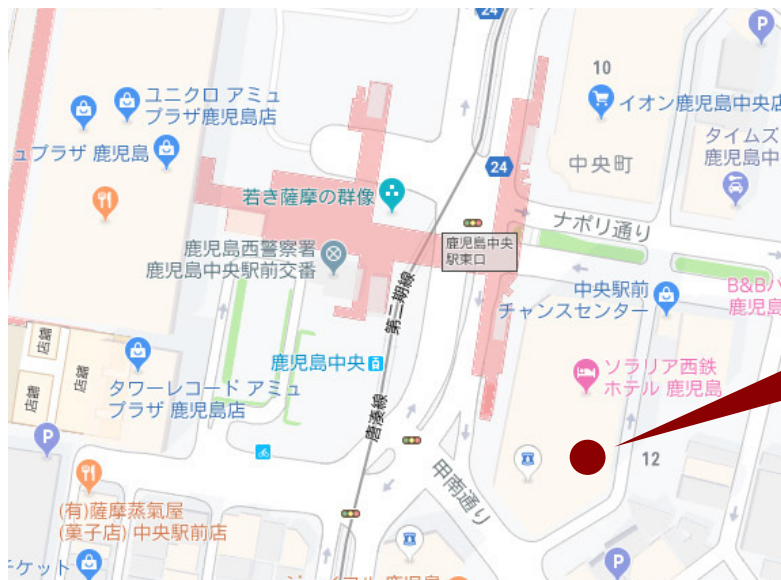 24
P
10
ユニクロ アミュ
プラザ鹿児島店
イオン鹿児島中央店
ュプラザ 鹿児島
タイムズ
鹿児島中
中央町
24
若き薩摩の群像
ナポリ通り
鹿児島中央
駅東口
鹿児島西警察署
鹿児島中央駅前交番
中央駅前
チャンスセンター
B&Bパ
鹿児島
第二期線
店舗
店舗
店舗
鹿児島中央
ソラリア西鉄
ホテル 鹿児島
タワーレコード アミュ
プラザ 鹿児島店
唐湊線
P
12
甲南通り
(有)薩摩蒸氣屋
(菓子店) 中央駅前店
チケット
P